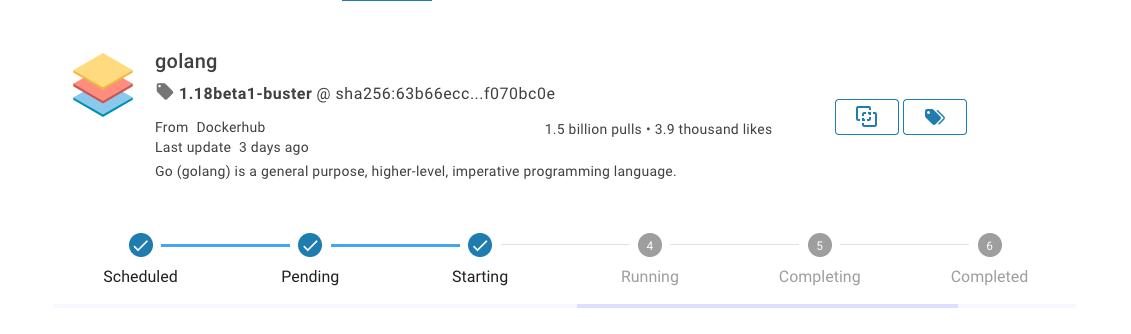 golang
1.18beta1-buster @ sha256:63b66ecc...f070bc0e
From Dockerhub
1.5 billion pulls • 3.9 thousand likes
Last update 3 days ago
Go (golang) is a general purpose, higher-level, imperative programming language.
4 5 6
Scheduled Pending Starting Running Completing Completed